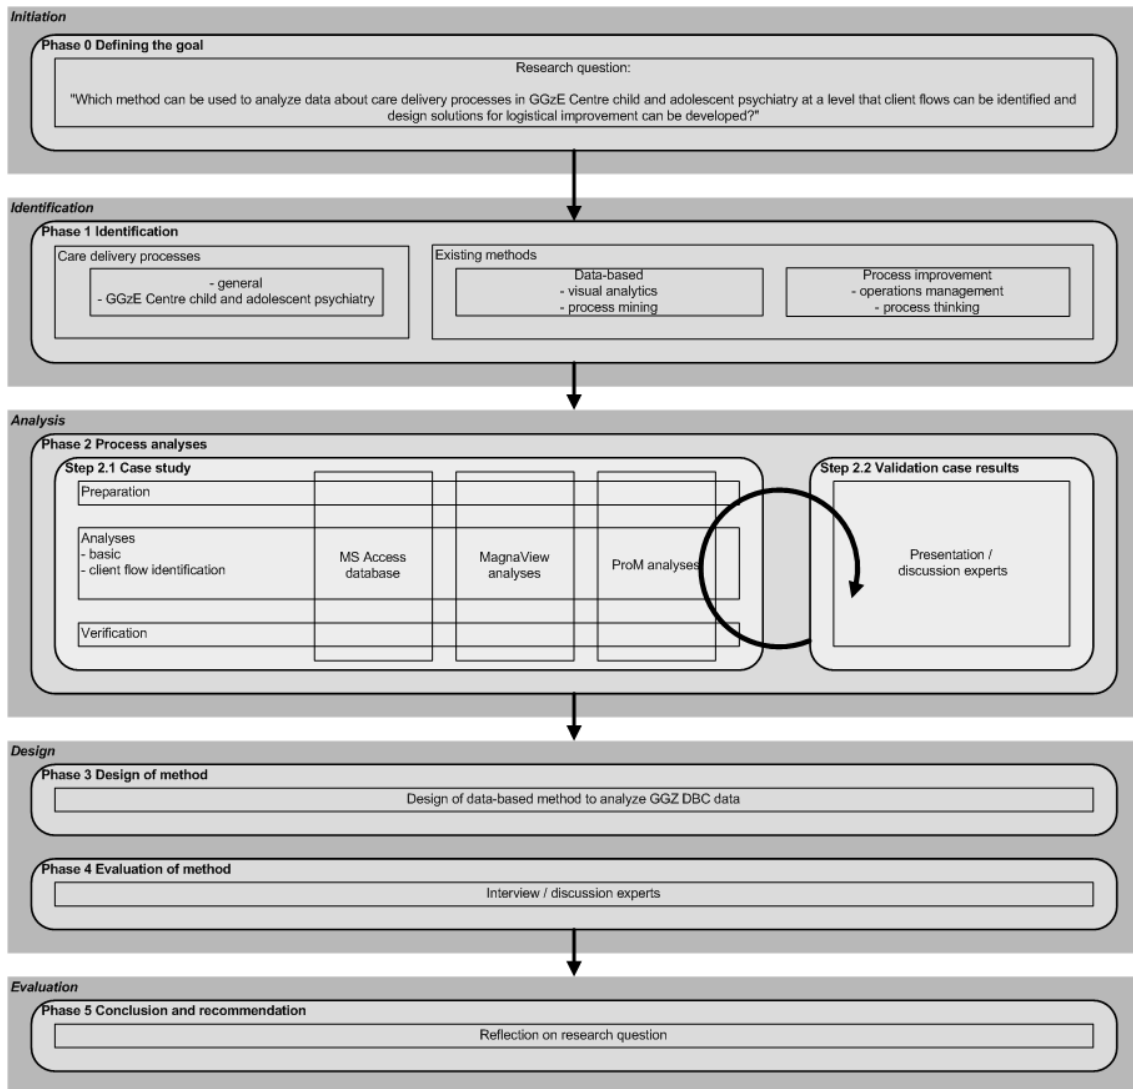 Initiation
Phase 0 Defining the goal
Research question:
"Which method can be used to analyze data about care delivery processes in GGzE Centre child and adolescent psychiatry at a level that client flows can be identified and
design solutions for logistical improvement can be developed?"
Identification
Phase 1 Identification
Care delivery processes
- general
- GGzE Centre child and adolescent psychiatry
Existing methods
Data-based
- visual analytics
- process mining
Process improvement
- operations management
- process thinking
Analysis
Phase 2 Process analyses
Step 2.1 Case study
Preparation
Analyses
- basic
- client flow identification
Verification
MS Access
database
MagnaView
analyses
ProM analyses
Step 2.2 Validation case results
Presentation /
discussion experts
Design
Phase 3 Design of method
Design of data-based method to analyze GGZ DBC data
Phase 4 Evaluation of method
Interview / discussion experts
Evaluation
Phase 5 Conclusion and recommendation
Reflection on research question